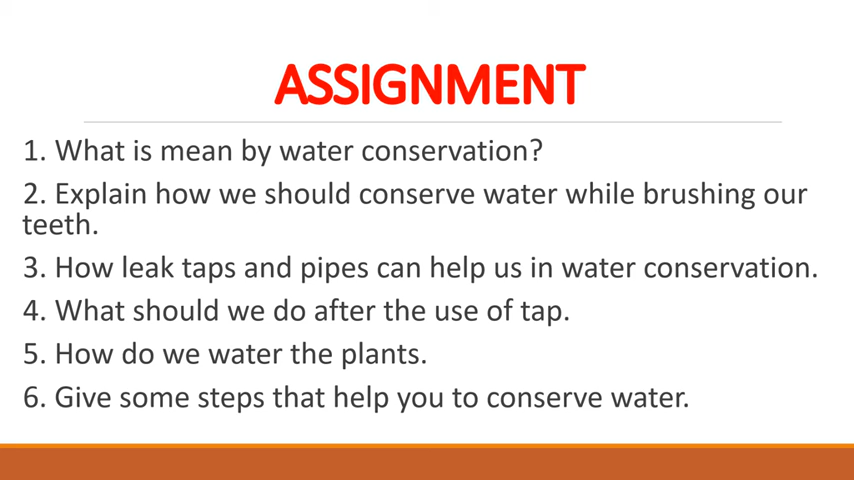 ASSIGNMENT
1. What is mean by water conservation?
2. Explain how we should conserve water while brushing our
teeth.
3. How leak taps and pipes can help us in water conservation.
4. What should we do after the use of tap.
5. How do we water the plants.
6. Give some steps that help you to conserve water.